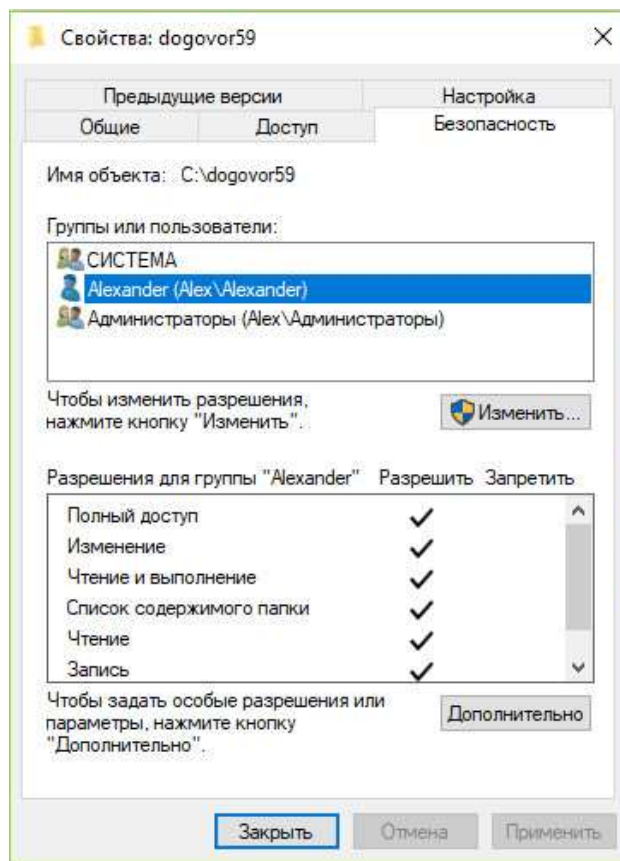 Свойства: dogovor59
Предыдущие версии
Настройка
Общие
Доступ
Безопасность
Имя объекта: C:\dogovor59
Группы или пользователи:
СИСТЕМА
Alexander (Alex\Alexander)
Администраторы (Alex\Администраторы)
Чтобы изменить разрешения,
нажмите кнопку "Изменить".
Изменить...
Разрешения для группы "Alexander" Разрешить Запретить
Полный доступ
Изменение
Чтение и выполнение
Список содержимого папки
Чтение
Запись
Чтобы задать особые разрешения или
параметры, нажмите кнопку
"Дополнительно".
Дополнительно
Закрыть
Отмена
Применить